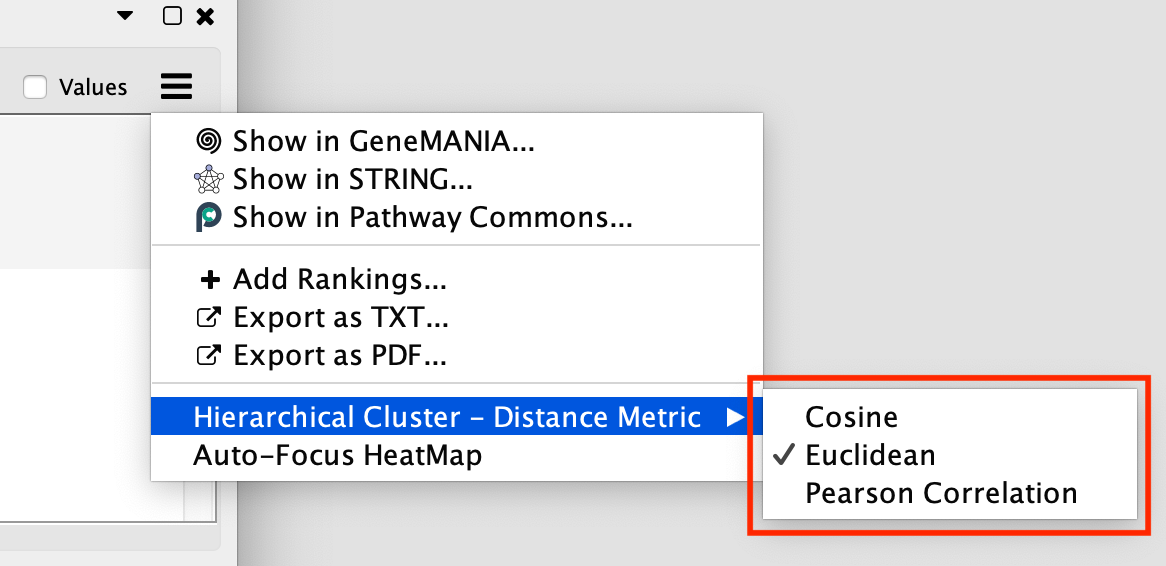 Values
Show in GeneMANIA...
Show in STRING...
Show in Pathway Commons...
Add Rankings...
Export as TXT...
Export as PDF...
Hierarchical Cluster – Distance Metric
Auto–Focus HeatMap
Cosine
Euclidean
Pearson Correlation